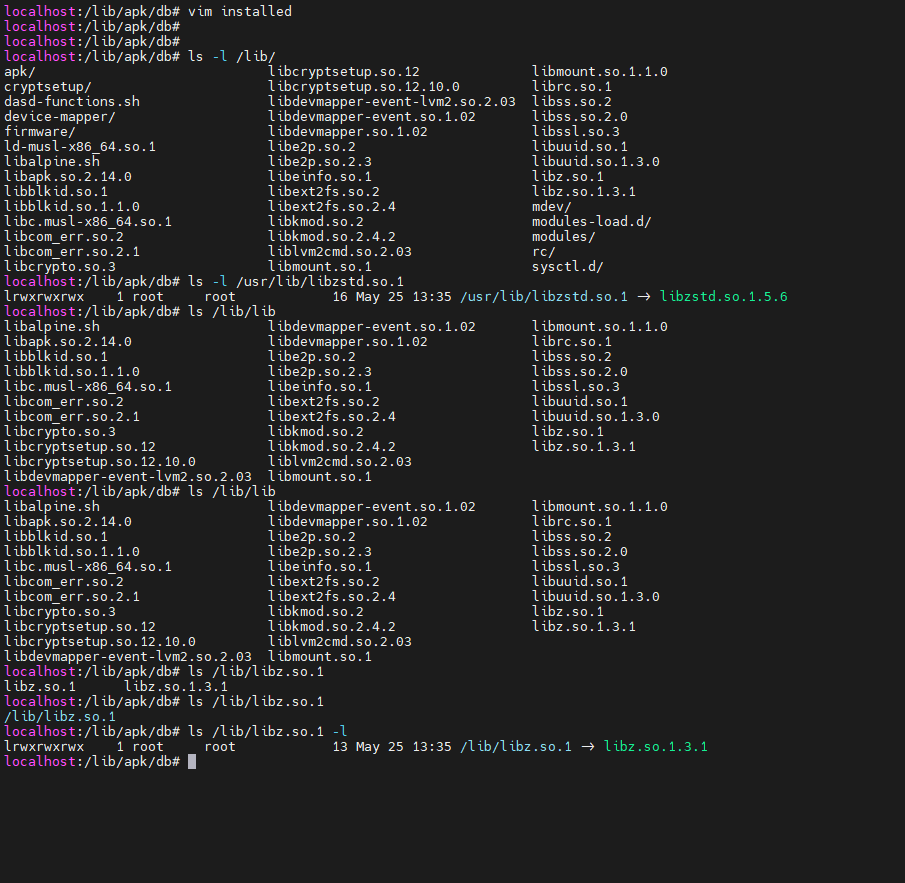 localhost:/lib/apk/db# vim installed
localhost:/lib/apk/db#
localhost:/lib/apk/db#
localhost:/lib/apk/db# ls -l /lib/
apk/                             libcryptsetup.so.12              libmount.so.1.1.0
cryptsetup/                      libcryptsetup.so.12.10.0         librc.so.1
dasd-functions.sh                libdevmapper-event-lvm2.so.2.03  libss.so.2
device-mapper/                   libdevmapper-event.so.1.02       libss.so.2.0
firmware/                        libdevmapper.so.1.02             libssl.so.3
ld-musl-x86_64.so.1              libe2p.so.2                      libuuid.so.1
libalpine.sh                     libe2p.so.2.3                    libuuid.so.1.3.0
libapk.so.2.14.0                 libeinfo.so.1                    libz.so.1
libblkid.so.1                    libext2fs.so.2                   libz.so.1.3.1
libblkid.so.1.1.0                libext2fs.so.2.4                 mdev/
libc.musl-x86_64.so.1            libkmod.so.2                     modules-load.d/
libcom_err.so.2                  libkmod.so.2.4.2                 modules/
libcom_err.so.2.1                liblvm2cmd.so.2.03               rc/
libcrypto.so.3                   libmount.so.1                    sysctl.d/
localhost:/lib/apk/db# ls -l /usr/lib/libzstd.so.1
lrwxrwxrwx    1 root     root            16 May 25 13:35 /usr/lib/libzstd.so.1 -> libzstd.so.1.5.6
localhost:/lib/apk/db# ls /lib/lib
libalpine.sh                     libdevmapper-event.so.1.02       libmount.so.1.1.0
libapk.so.2.14.0                 libdevmapper.so.1.02             librc.so.1
libblkid.so.1                    libe2p.so.2                      libss.so.2
libblkid.so.1.1.0                libe2p.so.2.3                    libss.so.2.0
libc.musl-x86_64.so.1            libeinfo.so.1                    libssl.so.3
libcom_err.so.2                  libext2fs.so.2                   libuuid.so.1
libcom_err.so.2.1                libext2fs.so.2.4                 libuuid.so.1.3.0
libcrypto.so.3                   libkmod.so.2                     libz.so.1
libcryptsetup.so.12              libkmod.so.2.4.2                 libz.so.1.3.1
libcryptsetup.so.12.10.0         liblvm2cmd.so.2.03
libdevmapper-event-lvm2.so.2.03  libmount.so.1
localhost:/lib/apk/db# ls /lib/lib
libalpine.sh                     libdevmapper-event.so.1.02       libmount.so.1.1.0
libapk.so.2.14.0                 libdevmapper.so.1.02             librc.so.1
libblkid.so.1                    libe2p.so.2                      libss.so.2
libblkid.so.1.1.0                libe2p.so.2.3                    libss.so.2.0
libc.musl-x86_64.so.1            libeinfo.so.1                    libssl.so.3
libcom_err.so.2                  libext2fs.so.2                   libuuid.so.1
libcom_err.so.2.1                libext2fs.so.2.4                 libuuid.so.1.3.0
libcrypto.so.3                   libkmod.so.2                     libz.so.1
libcryptsetup.so.12              libkmod.so.2.4.2                 libz.so.1.3.1
libcryptsetup.so.12.10.0         liblvm2cmd.so.2.03
libdevmapper-event-lvm2.so.2.03  libmount.so.1
localhost:/lib/apk/db# ls /lib/libz.so.1
libz.so.1      libz.so.1.3.1
localhost:/lib/apk/db# ls /lib/libz.so.1
/lib/libz.so.1
localhost:/lib/apk/db# ls /lib/libz.so.1 -l
lrwxrwxrwx    1 root     root            13 May 25 13:35 /lib/libz.so.1 -> libz.so.1.3.1
localhost:/lib/apk/db#